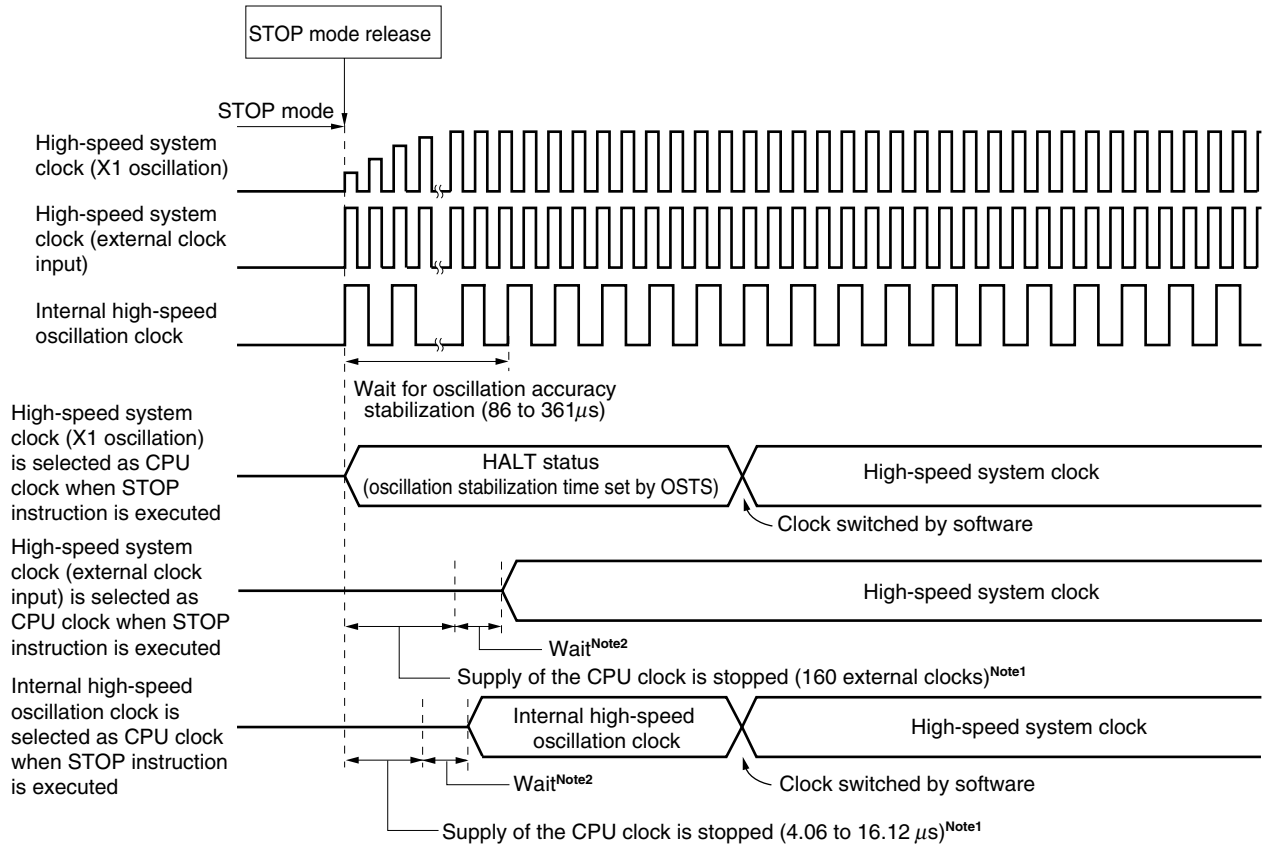 STOP mode release
STOP mode
High-speed system
clock (X1 oscillation)
High-speed system
clock (external clock
input)
Internal high-speed
oscillation clock
Wait for oscillation accuracy
stabilization (86 to 361μs)
High-speed system
clock (X1 oscillation)
is selected as CPU
clock when STOP
instruction is executed
HALT status
(oscillation stabilization time set by OSTS)
High-speed system clock
Clock switched by software
High-speed system
clock (external clock
input) is selected as
CPU clock when STOP
instruction is executed
High-speed system clock
Wait Note2
Supply of the CPU clock is stopped (160 external clocks) Note1
Internal high-speed
oscillation clock is
selected as CPU clock
when STOP instruction
is executed
Internal high-speed
oscillation clock
High-speed system clock
Wait Note2
Clock switched by software
Supply of the CPU clock is stopped (4.06 to 16.12 μs) Note1